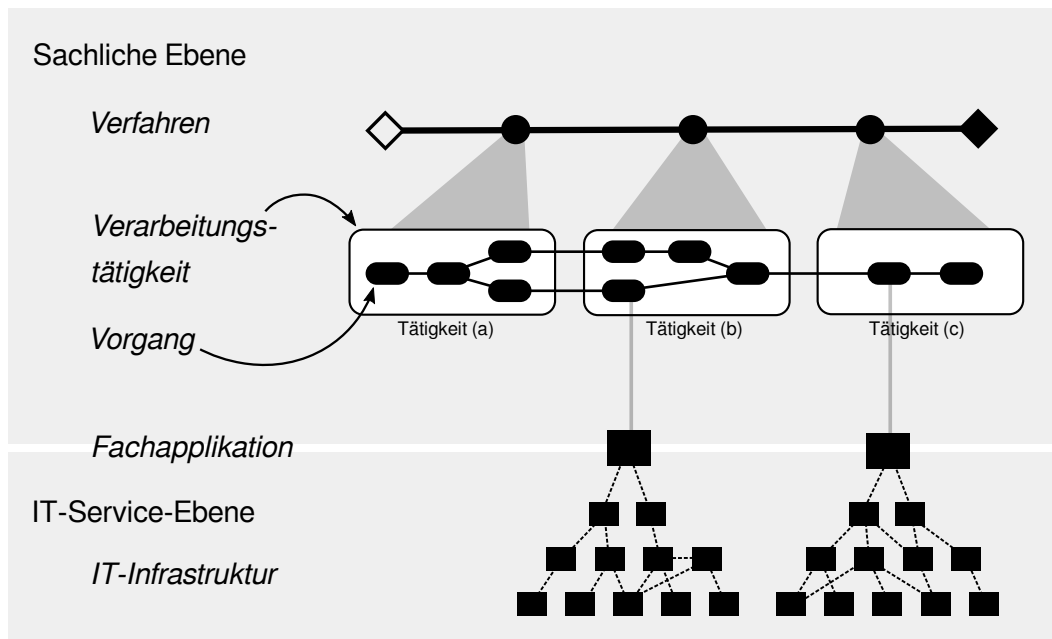 Sachliche Ebene
Verfahren
Verarbeitungs-
tätigkeit
Vorgang
Tätigkeit (a)
Tätigkeit (b)
Tätigkeit (c)
Fachapplikation
IT-Service-Ebene
IT-Infrastruktur